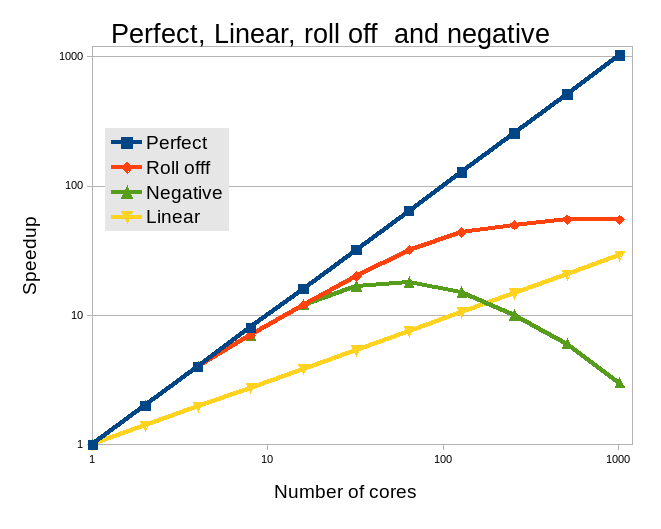 Perfect, Linear, roll off  and negative
1000
100
10
1
Speedup
Perfect
Roll offf
Negative
Linear
1 10 100 1000
Number of cores